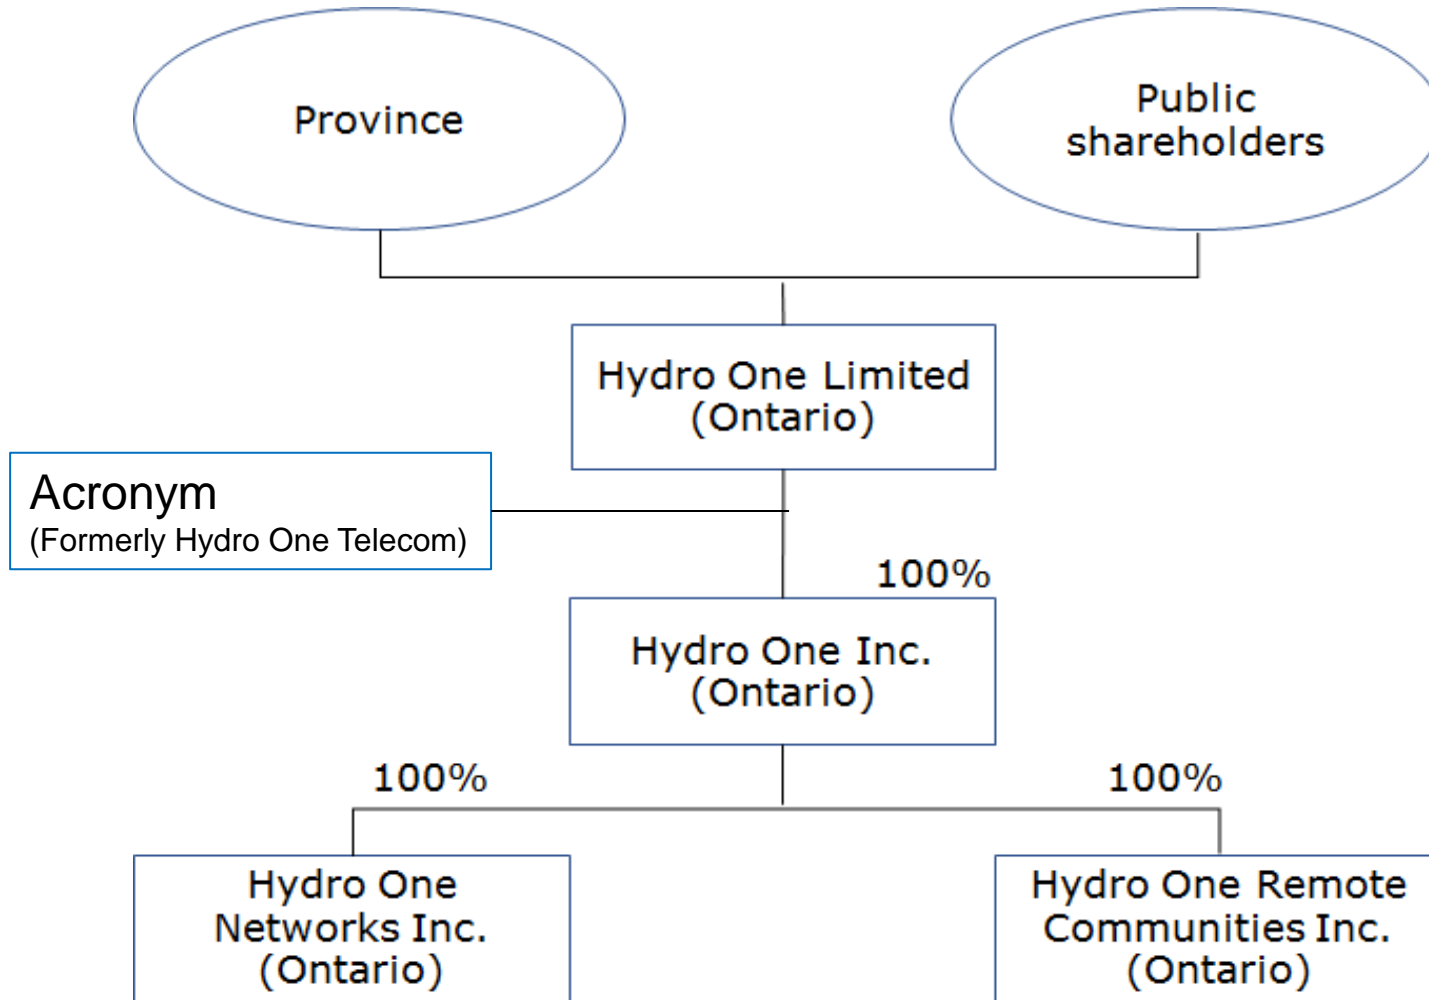 Province
Public
shareholders
Hydro One Limited
(Ontario)
Acronym
(Formerly Hydro One Telecom)
100%
Hydro One Inc.
(Ontario)
100%
100%
Hydro One
Networks Inc.
(Ontario)
Hydro One Remote
Communities Inc.
(Ontario)